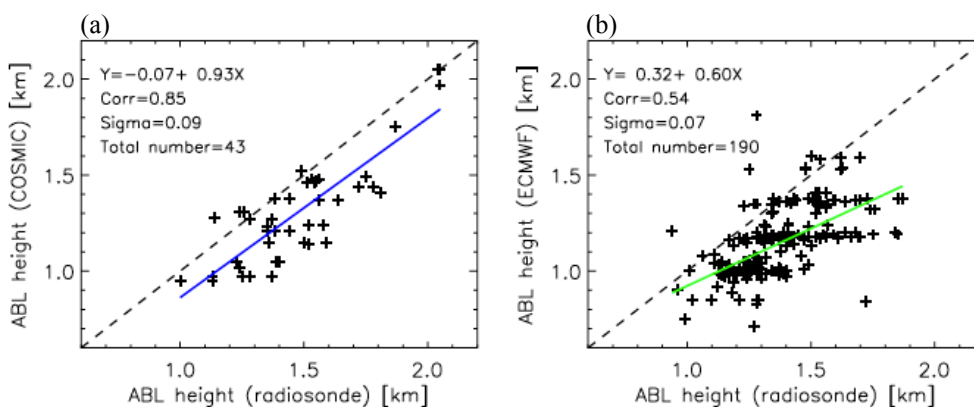 (a)
Y=−0.07+ 0.93X
Corr=0.85
Sigma=0.09
Total number=43
2.0
1.5
1.0
ABL height (COSMIC) [km]
1.0 1.5 2.0
ABL height (radiosonde) [km]
(b)
Y= 0.32+ 0.60X
Corr=0.54
Sigma=0.07
Total number=190
2.0
1.5
1.0
ABL height (ECMWF) [km]
1.0 1.5 2.0
ABL height (radiosonde) [km]